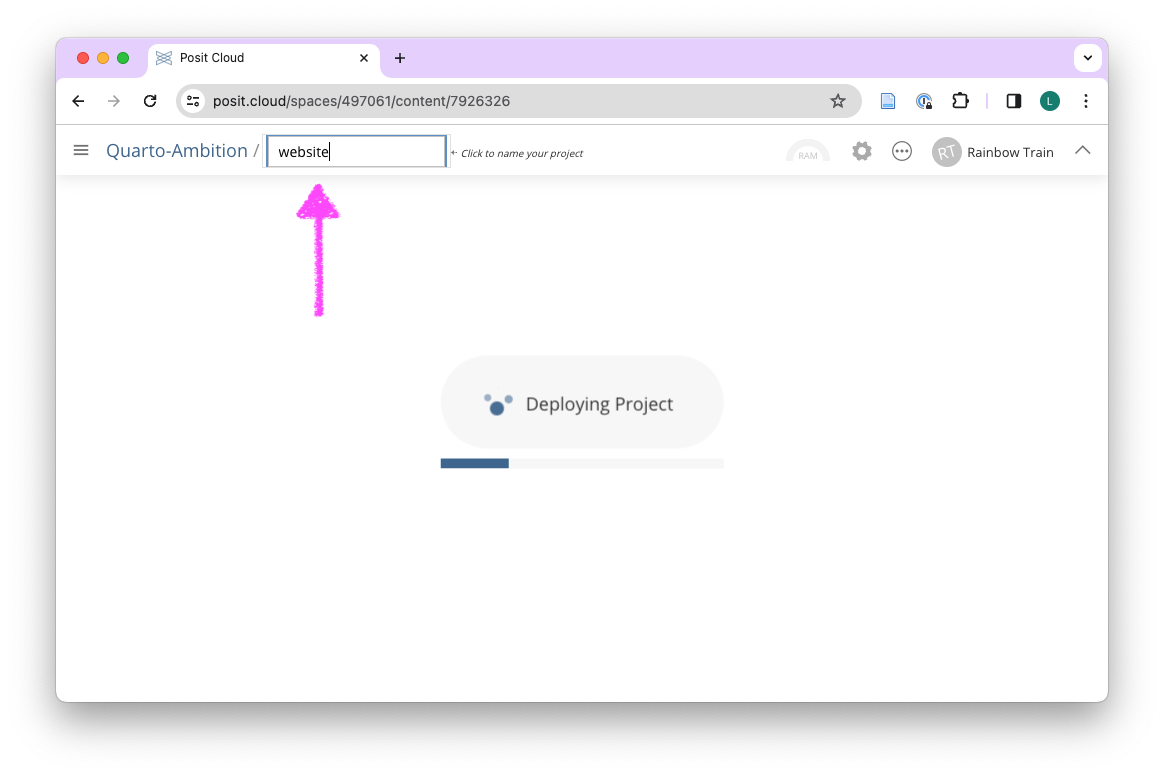 Posit Cloud
posit.cloud/spaces/497061/content/7926326
L
Quarto-Ambition / website
Click to name your project
RAM
RT
Rainbow Train
Deploying Project